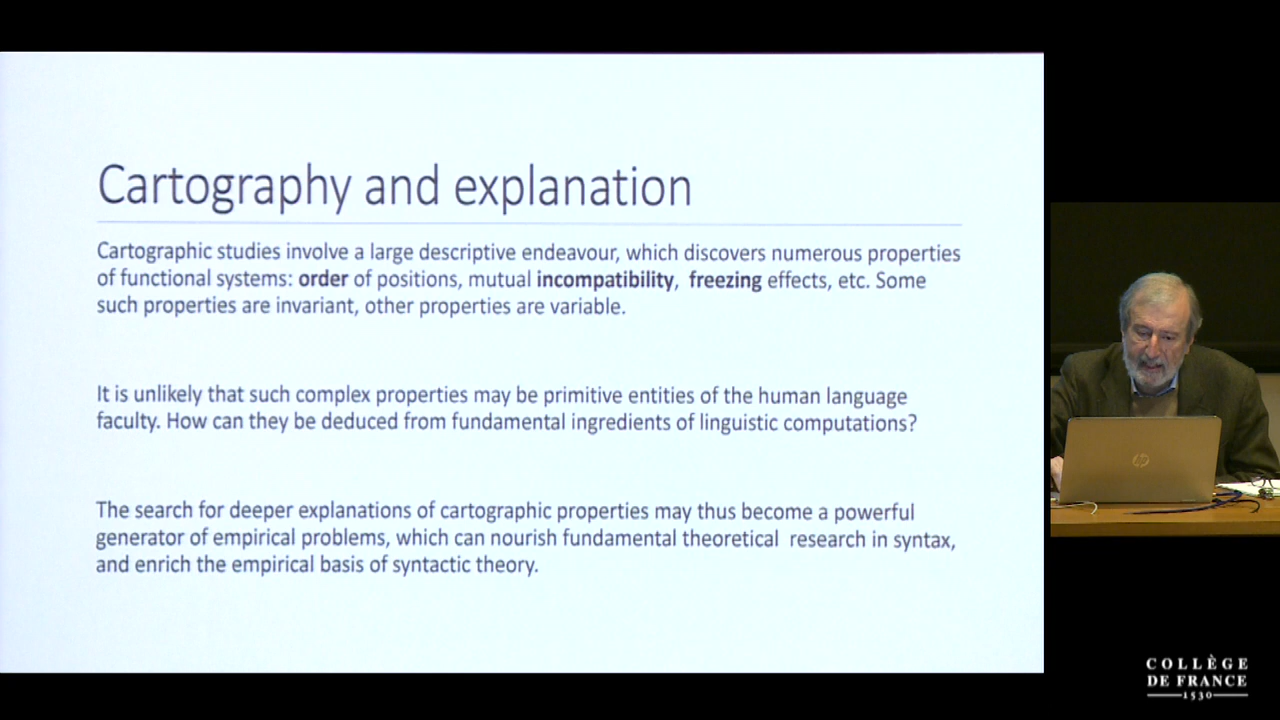 Cartography and explanation
Cartographic studies involve a large descriptive endeavour, which discovers numerous properties
of functional systems: order of positions, mutual incompatibility, freezing effects, etc. Some
such properties are invariant, other properties are variable.
It is unlikely that such complex properties may be primitive entities of the human language
faculty. How can they be deduced from fundamental ingredients of linguistic computations?
The search for deeper explanations of cartographic properties may thus become a powerful
generator of empirical problems, which can nourish fundamental theoretical research in syntax,
and enrich the empirical basis of syntactic theory.
hp
COLLÈGE
DE FRANCE
1530